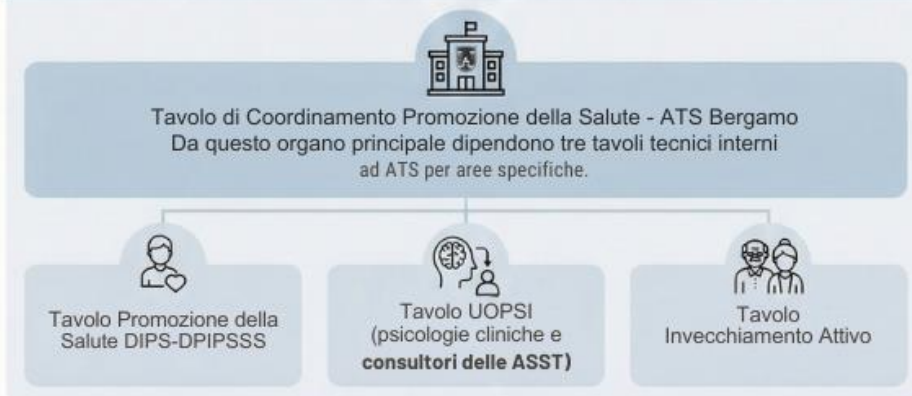 Tavolo di Coordinamento Promozione della Salute - ATS Bergamo
Da questo organo principale dipendono tre tavoli tecnici interni
ad ATS per aree specifiche.
Tavolo Promozione della
Salute DIPS-DPIPSSS
Tavolo UOPSI
(psicologie cliniche e
consultori delle ASST)
Tavolo
Invecchiamento Attivo